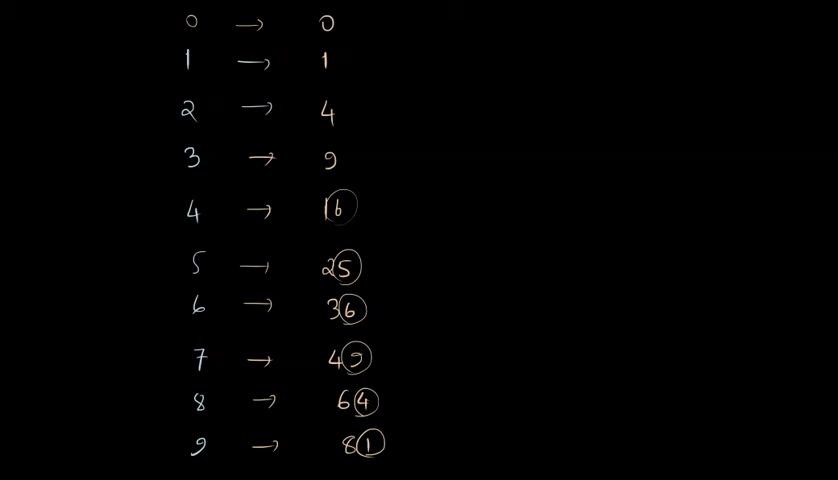 0 → 0
1 → 1
2 → 4
3 → 9
4 → 16
5 → 25
6 → 36
7 → 49
8 → 64
9 → 81